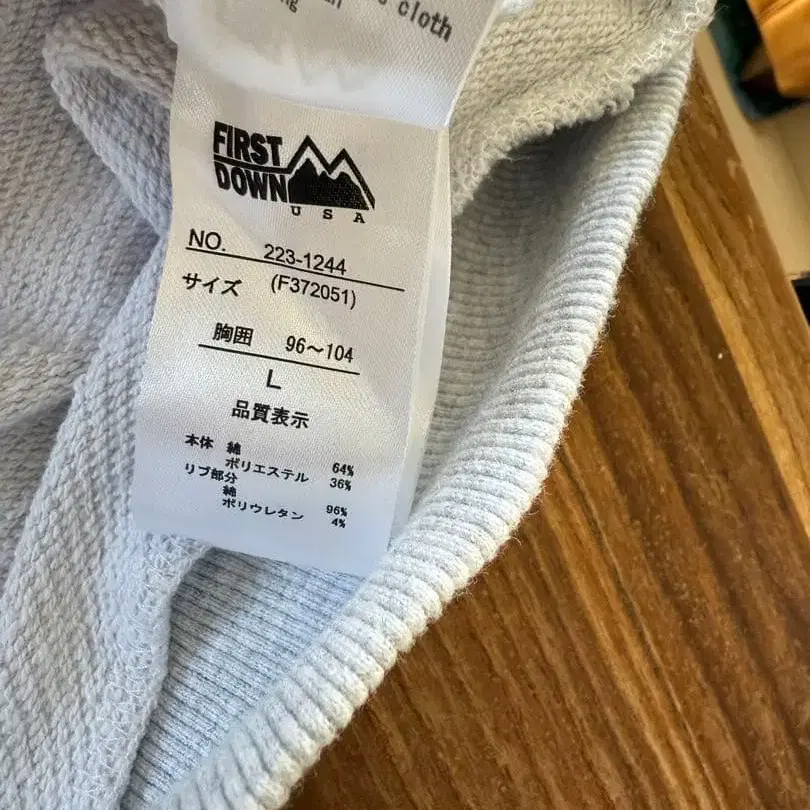 cloth
FIRST
DOWN
USA
NO. 223-1244
サイズ (F372051)
胸囲 96～104
L
品質表示
本体 綿 64%
ポリエステル 36%
リブ部分
綿 96%
ポリウレタン 4%